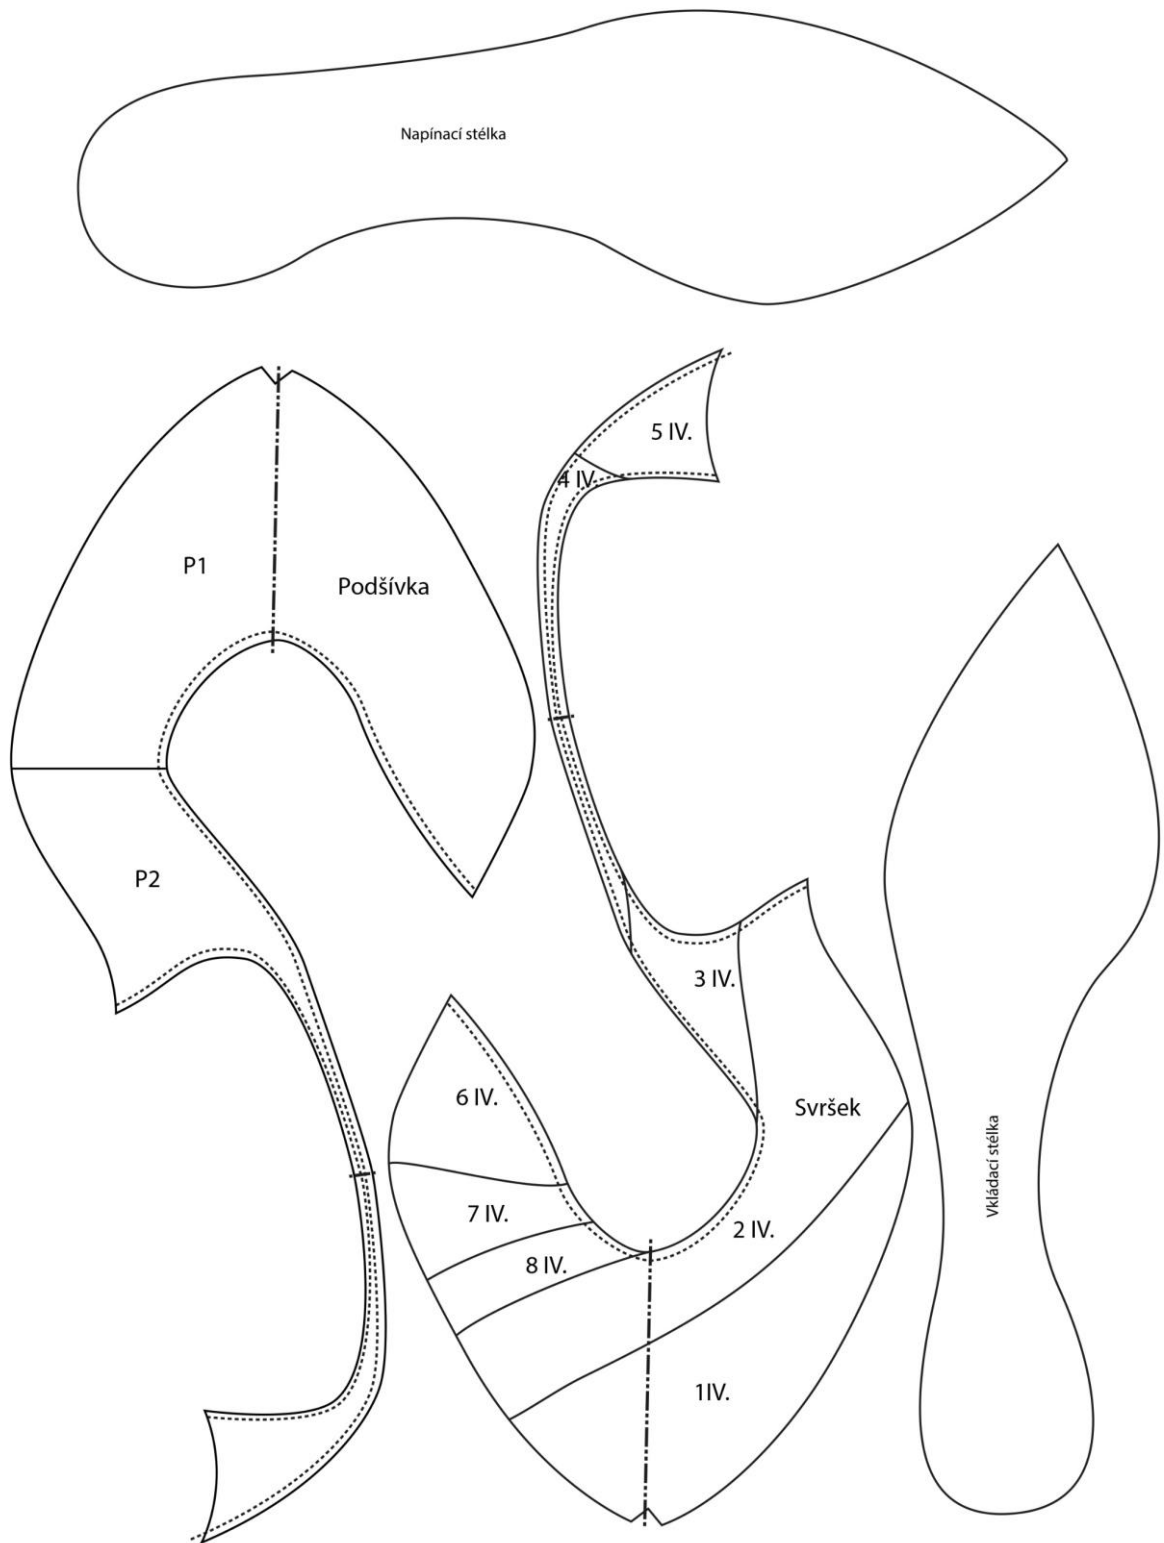 Napínací stélka
5 IV.
4 IV.
P1
Podšívka
P2
3 IV.
6 IV.
Svršek
7 IV.
2 IV.
8 IV.
1IV.
Vkládací stélka